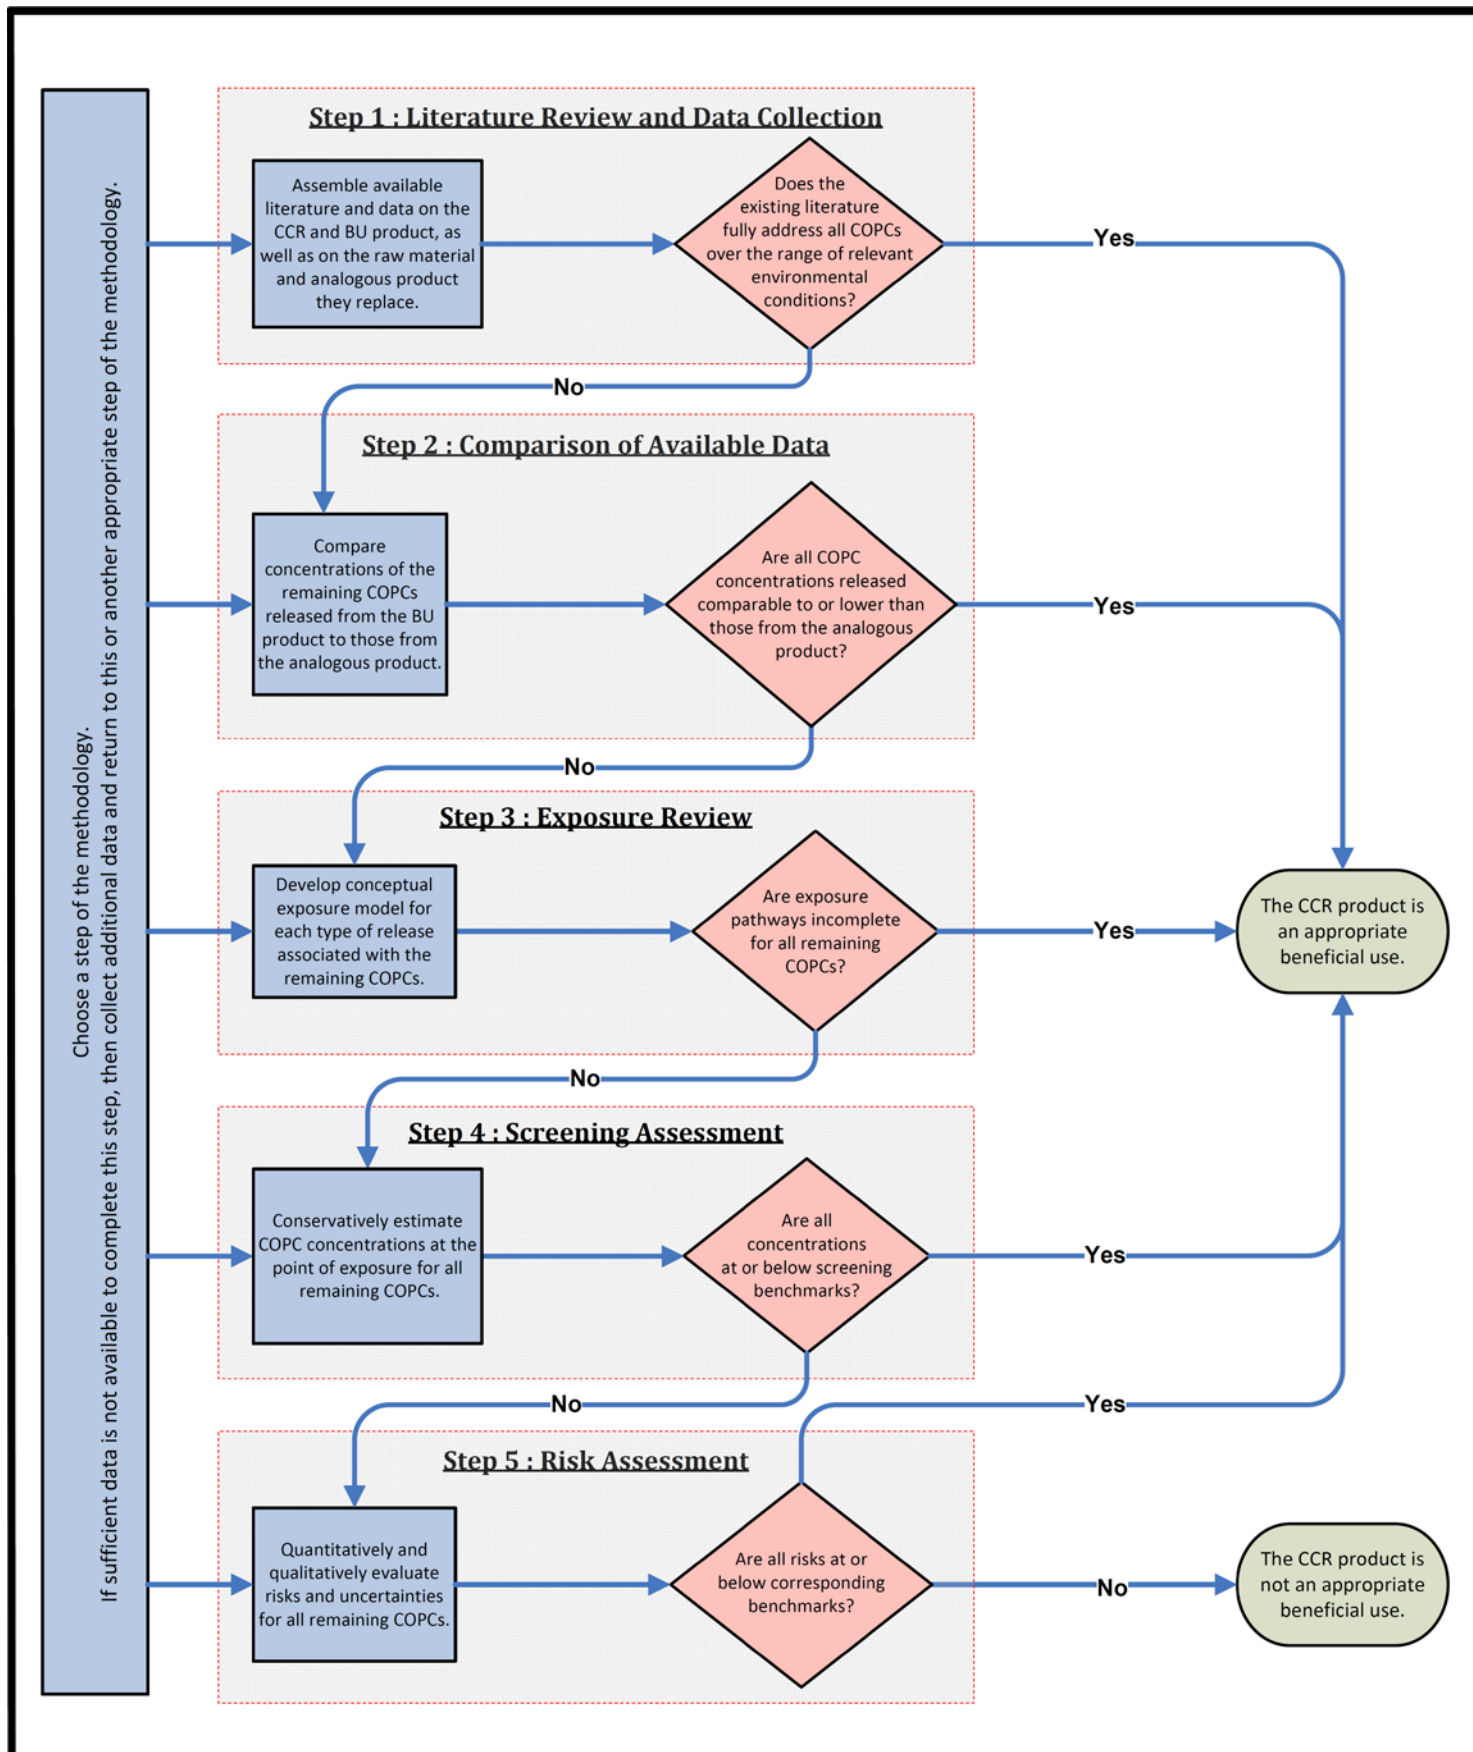 Choose a step of the methodology.
If sufficient data is not available to complete this step, then collect additional data and return to this or another appropriate step of the methodology.
Step 1 : Literature Review and Data Collection
Assemble available
literature and data on the
CCR and BU product, as
well as on the raw material
and analogous product
they replace.
Does the
existing literature
fully address all COPCs
over the range of relevant
environmental
conditions?
Yes
No
Step 2 : Comparison of Available Data
Compare
concentrations of the
remaining COPCs
released from the BU
product to those from
the analogous product.
Are all COPC
concentrations released
comparable to or lower than
those from the analogous
product?
Yes
No
Step 3 : Exposure Review
Develop conceptual
exposure model for
each type of release
associated with the
remaining COPCs.
Are exposure
pathways incomplete
for all remaining
COPCs?
Yes
The CCR product is
an appropriate
beneficial use.
No
Step 4 : Screening Assessment
Conservatively estimate
COPC concentrations at the
point of exposure for all
remaining COPCs.
Are all
concentrations
at or below screening
benchmarks?
Yes
No
Yes
Step 5 : Risk Assessment
Quantitatively and
qualitatively evaluate
risks and uncertainties
for all remaining COPCs.
Are all risks at or
below corresponding
benchmarks?
No
The CCR product is
not an appropriate
beneficial use.